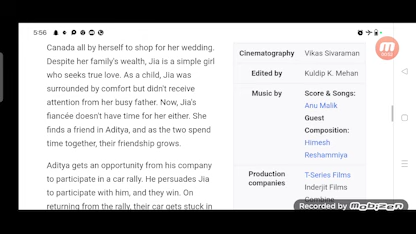 5:56
Canada all by herself to shop for her wedding.
Despite her family's wealth, Jia is a simple girl
who seeks true love. As a child, Jia was
surrounded by comfort but didn't receive
attention from her busy father. Now, Jia's
fiancée doesn't have time for her either. She
finds a friend in Aditya, and as the two spend
time together, their friendship grows.
Aditya gets an opportunity from his company
to participate in a car rally. He persuades Jia
to participate with him, and they win. On
returning from the rally, their car gets stuck in
Cinematography Vikas Sivaraman
Edited by Kuldip K. Mehan
Music by Score & Songs:
Anu Malik
Guest
Composition:
Himesh
Reshammiya
Production T-Series Films
companies Inderjit Films
Combine
Recorded by Mobizen